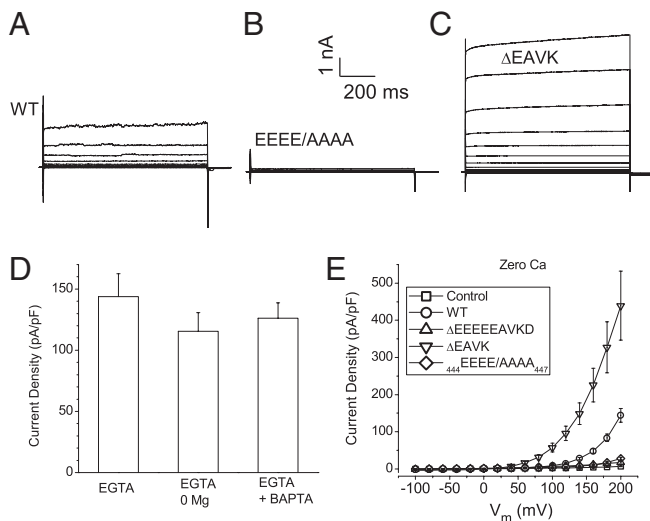 A
B
C
WT
1 nA
200 ms
EEEE/AAAA
ΔEAVK
D
Current Density (pA/pF)
150
100
50
0
EGTA
EGTA
0 Mg
EGTA
+ BAPTA
E
Zero Ca
Current Density (pA/pF)
500
400
300
200
100
0
Control
WT
ΔEEEEEAVKD
ΔEAVK
444EEEE/AAAA447
-100
-50
0
50
100
150
200
Vm (mV)